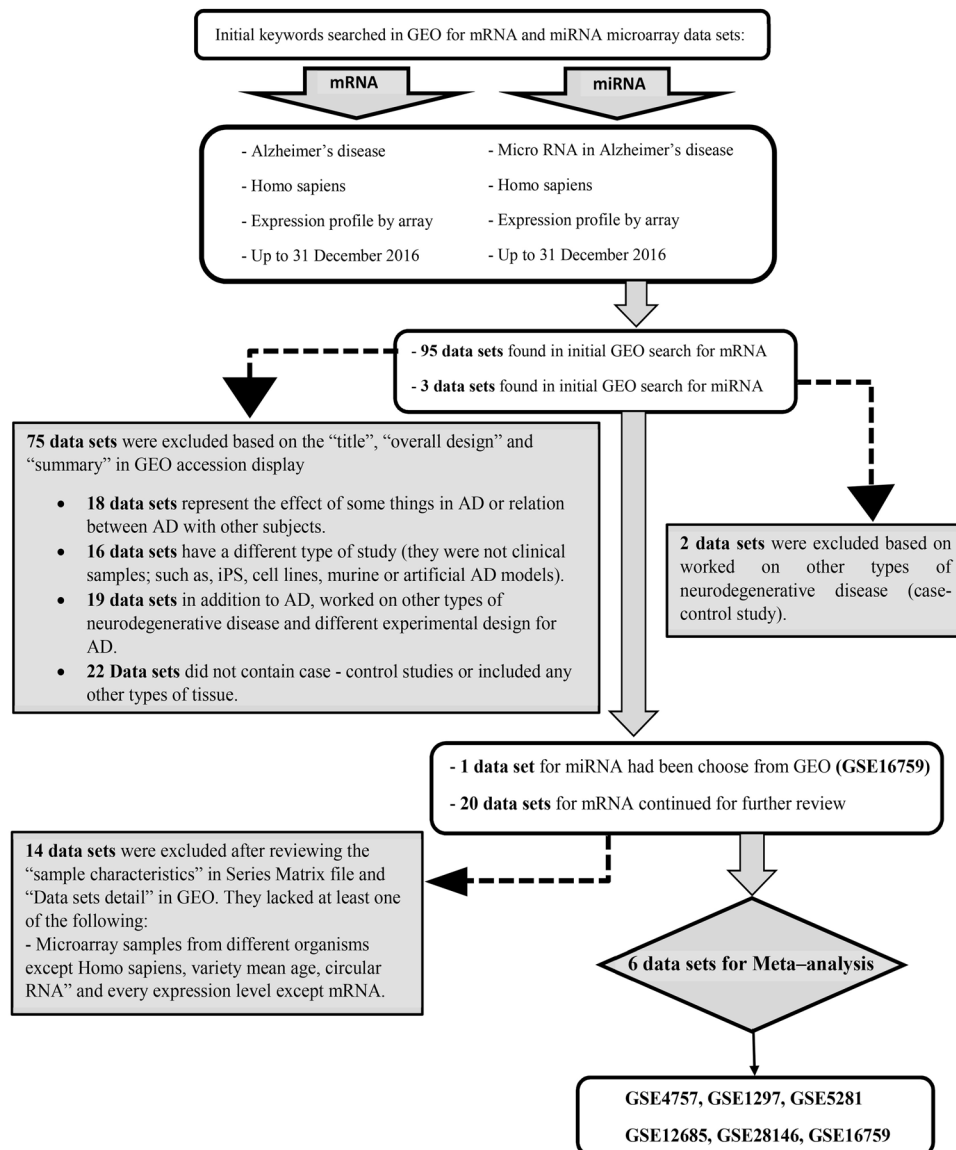 Initial keywords searched in GEO for mRNA and miRNA microarray data sets:
mRNA
miRNA
- Alzheimer’s disease
- Homo sapiens
- Expression profile by array
- Up to 31 December 2016
- Micro RNA in Alzheimer’s disease
- Homo sapiens
- Expression profile by array
- Up to 31 December 2016
- 95 data sets found in initial GEO search for mRNA
- 3 data sets found in initial GEO search for miRNA
75 data sets were excluded based on the “title”, “overall design” and
“summary” in GEO accession display
• 18 data sets represent the effect of some things in AD or relation
between AD with other subjects.
• 16 data sets have a different type of study (they were not clinical
samples; such as, iPS, cell lines, murine or artificial AD models).
• 19 data sets in addition to AD, worked on other types of
neurodegenerative disease and different experimental design for
AD.
• 22 Data sets did not contain case - control studies or included any
other types of tissue.
2 data sets were excluded based on
worked on other types of
neurodegenerative disease (case-
control study).
- 1 data set for miRNA had been choose from GEO (GSE16759)
- 20 data sets for mRNA continued for further review
14 data sets were excluded after reviewing the
“sample characteristics” in Series Matrix file and
“Data sets detail” in GEO. They lacked at least one
of the following:
- Microarray samples from different organisms
except Homo sapiens, variety mean age, circular
RNA” and every expression level except mRNA.
6 data sets for Meta–analysis
GSE4757, GSE1297, GSE5281
GSE12685, GSE28146, GSE16759